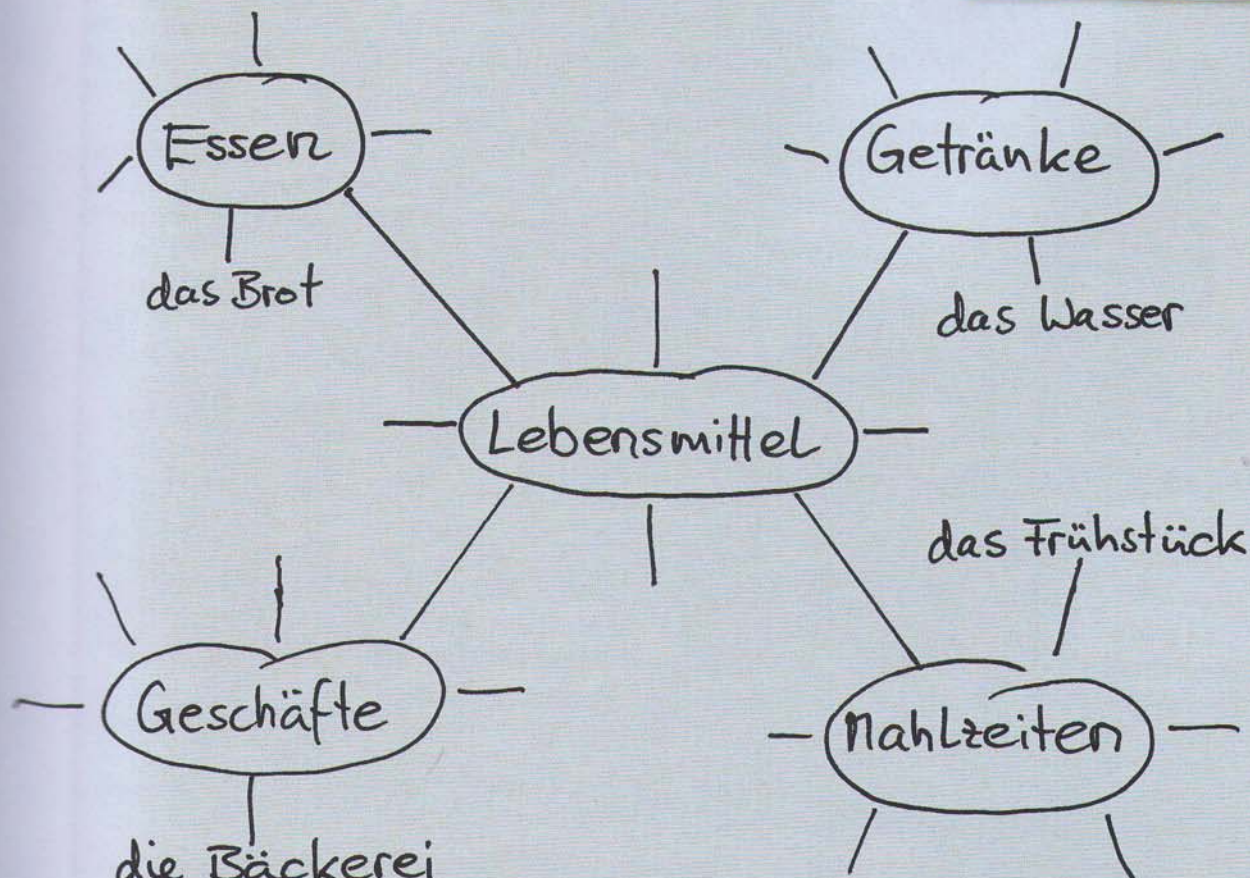 Essen
Getränke
das Brot
das Wasser
Lebensmittel
das Frühstück
Geschäfte
Mahlzeiten
die Bäckerei